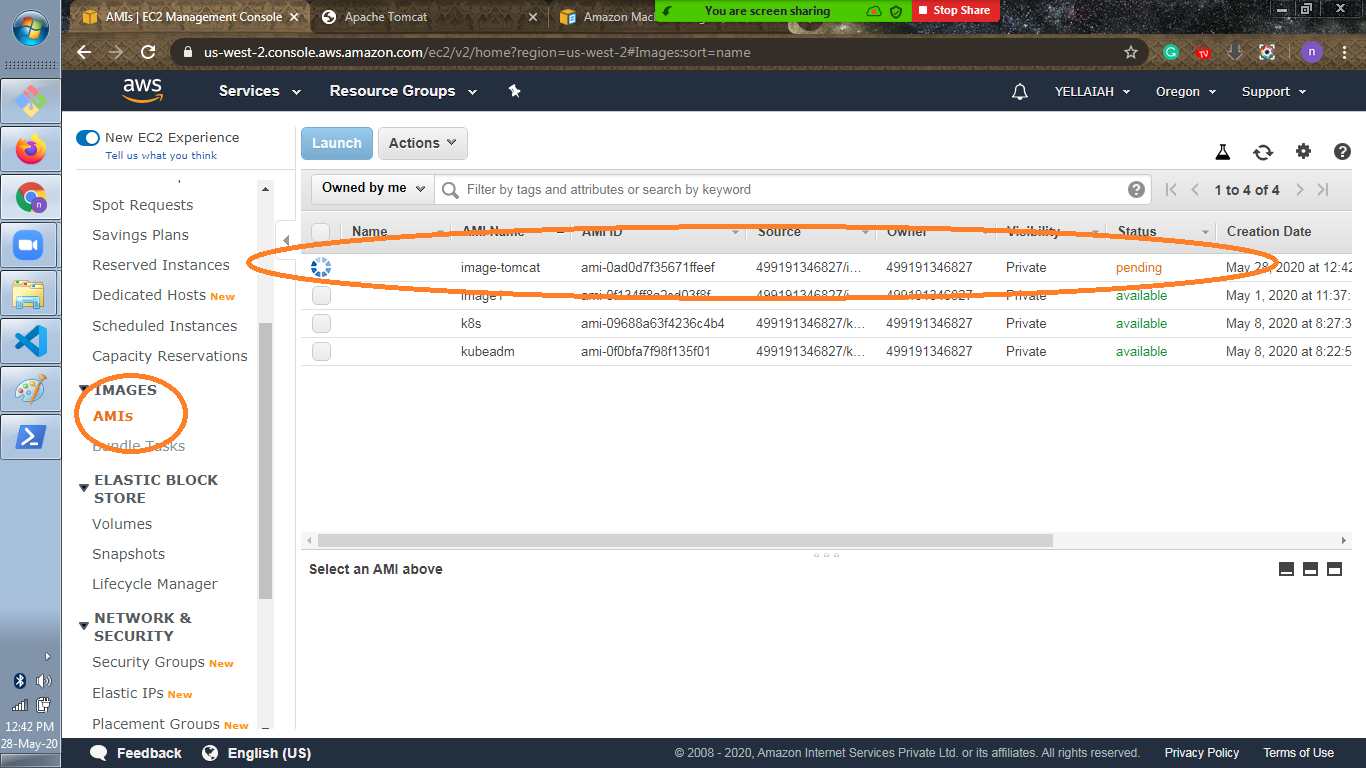 AMIs | EC2 Management Console
Apache Tomcat
You are screen sharing
Stop Share
us-west-2.console.aws.amazon.com/ec2/v2/home?region=us-west-2#Images:sort=name
n
aws
Services
Resource Groups
YELLAIAH
Oregon
Support
New EC2 Experience
Tell us what you think
Launch
Actions
Owned by me
Filter by tags and attributes or search by keyword
1 to 4 of 4
Name AMI Name AMI ID Source Owner Visibility Status Creation Date
image-tomcat ami-0ad0d7f35671ffeef 499191346827/i... 499191346827 Private pending May 28, 2020 at 12:42
image1 499191346827 Private available May 1, 2020 at 11:37:
k8s ami-09688a63f4236c4b4 499191346827/k... 499191346827 Private available May 8, 2020 at 8:27:3
kubeadm ami-0f0bfa7f98f135f01 499191346827/k... 499191346827 Private available May 8, 2020 at 8:22:5
Spot Requests
Savings Plans
Reserved Instances
Dedicated Hosts New
Scheduled Instances
Capacity Reservations
IMAGES
AMIs
Bundle Tasks
ELASTIC BLOCK
STORE
Volumes
Snapshots
Lifecycle Manager
NETWORK &
SECURITY
Security Groups New
Elastic IPs New
Placement Groups New
Select an AMI above
12:42 PM
28-May-20
Feedback
English (US)
© 2008 - 2020, Amazon Internet Services Private Ltd. or its affiliates. All rights reserved.
Privacy Policy
Terms of Use